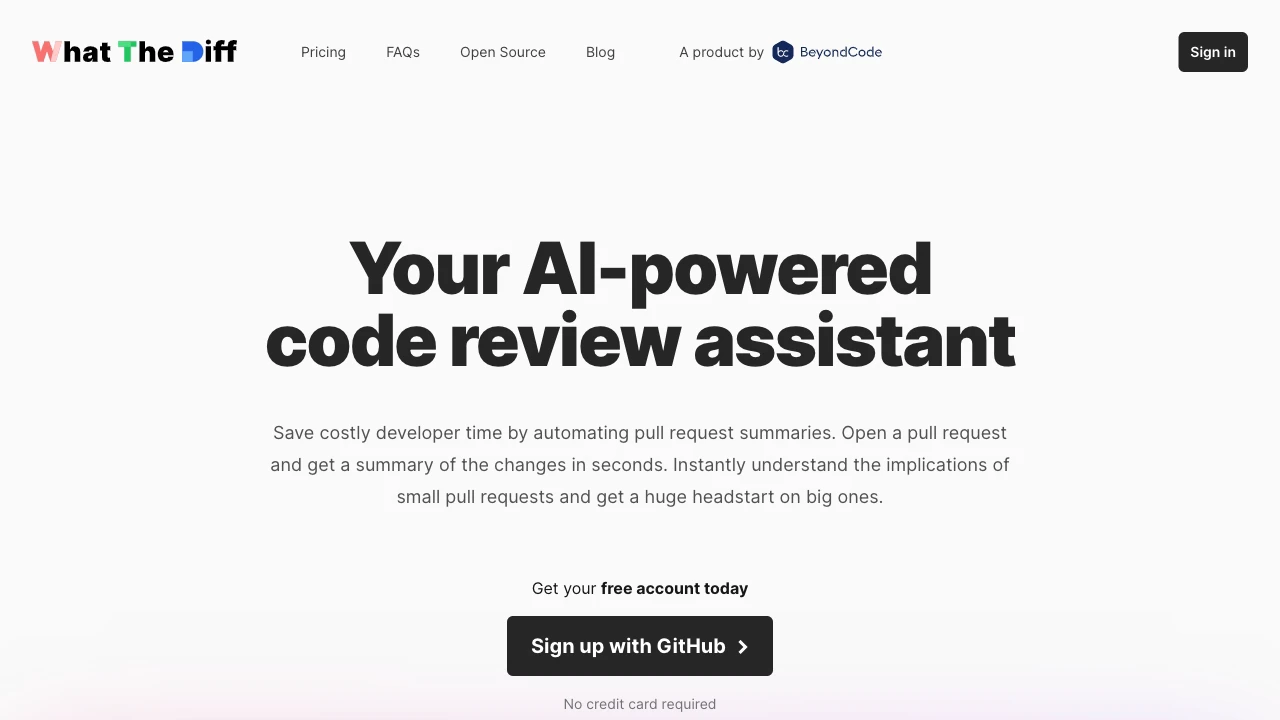 What The Diff
Pricing
FAQs
Open Source
Blog
A product by
bc BeyondCode
Sign in
Your AI-powered
code review assistant
Save costly developer time by automating pull request summaries. Open a pull request
and get a summary of the changes in seconds. Instantly understand the implications of
small pull requests and get a huge headstart on big ones.
Get your free account today
Sign up with GitHub
No credit card required